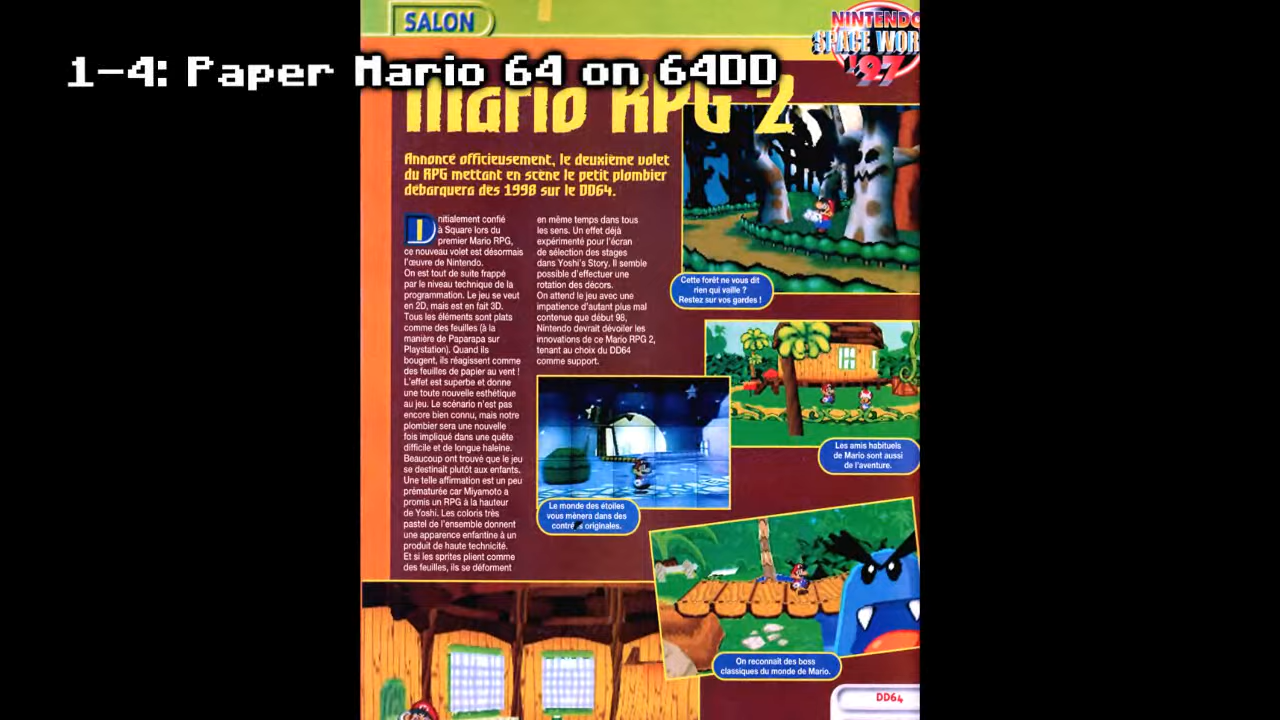 SALON
NINTENDO
SPACE WOR
'97
1-4: Paper Mario 64 on 64DD
Mario RPG 2
Annoncé officieusement, le deuxième volet
du RPG mettant en scène le petit plombier
débarquera dès 1998 sur le DD64.
Initialement confié
à Square lors du
premier Mario RPG,
ce nouveau volet est désormais
l'œuvre de Nintendo.
On est tout de suite frappé
par le niveau technique de la
programmation. Le jeu se veut
en 2D, mais est en fait 3D.
Tous les éléments sont plats
comme des feuilles (à la
manière de Paparapa sur
Playstation). Quand ils
bougent, ils réagissent comme
des feuilles de papier au vent !
L'effet est superbe et donne
une toute nouvelle esthétique
au jeu. Le scénario n'est pas
encore bien connu, mais notre
plombier sera une nouvelle
fois impliqué dans une quête
difficile et de longue haleine.
Beaucoup ont trouvé que le jeu
se destinait plutôt aux enfants.
Une telle affirmation est un peu
prématurée car Miyamoto a
promis un RPG à la hauteur
de Yoshi. Les coloris très
pastel de l'ensemble donnent
une apparence enfantine à un
produit de haute technicité.
Et si les sprites plient comme
des feuilles, ils se déforment
en même temps dans tous
les sens. Un effet déjà
expérimenté pour l'écran
de sélection des stages
dans Yoshi's Story. Il semble
possible d'effectuer une
rotation des décors.
On attend le jeu avec une
impatience d'autant plus mal
contenue que début 98,
Nintendo devrait dévoiler les
innovations de ce Mario RPG 2,
tenant au choix du DD64
comme support.
Cette forêt ne vous dit
rien qui vaille ?
Restez sur vos gardes !
Les amis habituels
de Mario sont aussi
de l'aventure.
Le monde des étoiles
vous mènera dans des
contrées originales.
On reconnaît des boss
classiques du monde de Mario.
DD64